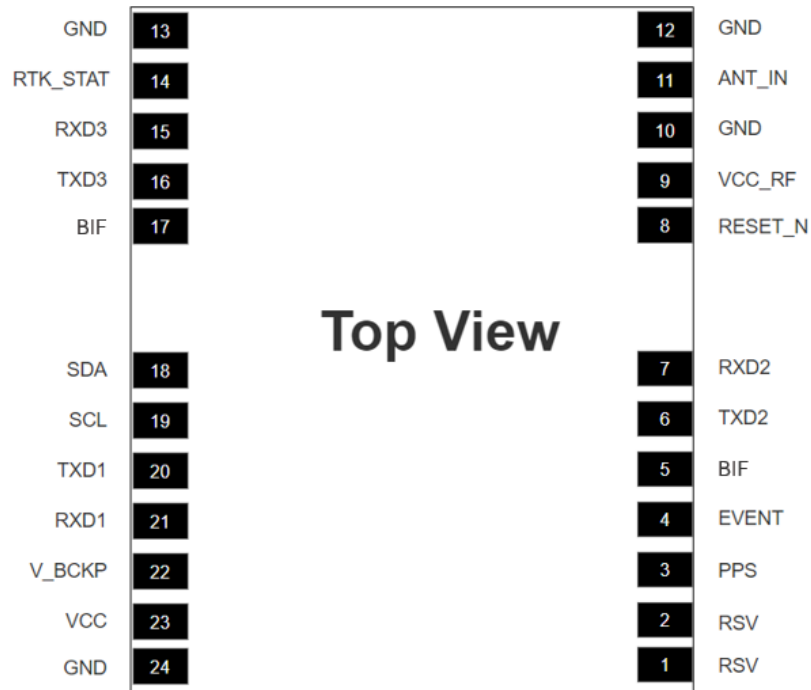 GND 13 12 GND
RTK_STAT 14 11 ANT_IN
RXD3 15 10 GND
TXD3 16 9 VCC_RF
BIF 17 8 RESET_N
Top View
SDA 18 7 RXD2
SCL 19 6 TXD2
TXD1 20 5 BIF
RXD1 21 4 EVENT
V_BCKP 22 3 PPS
VCC 23 2 RSV
GND 24 1 RSV